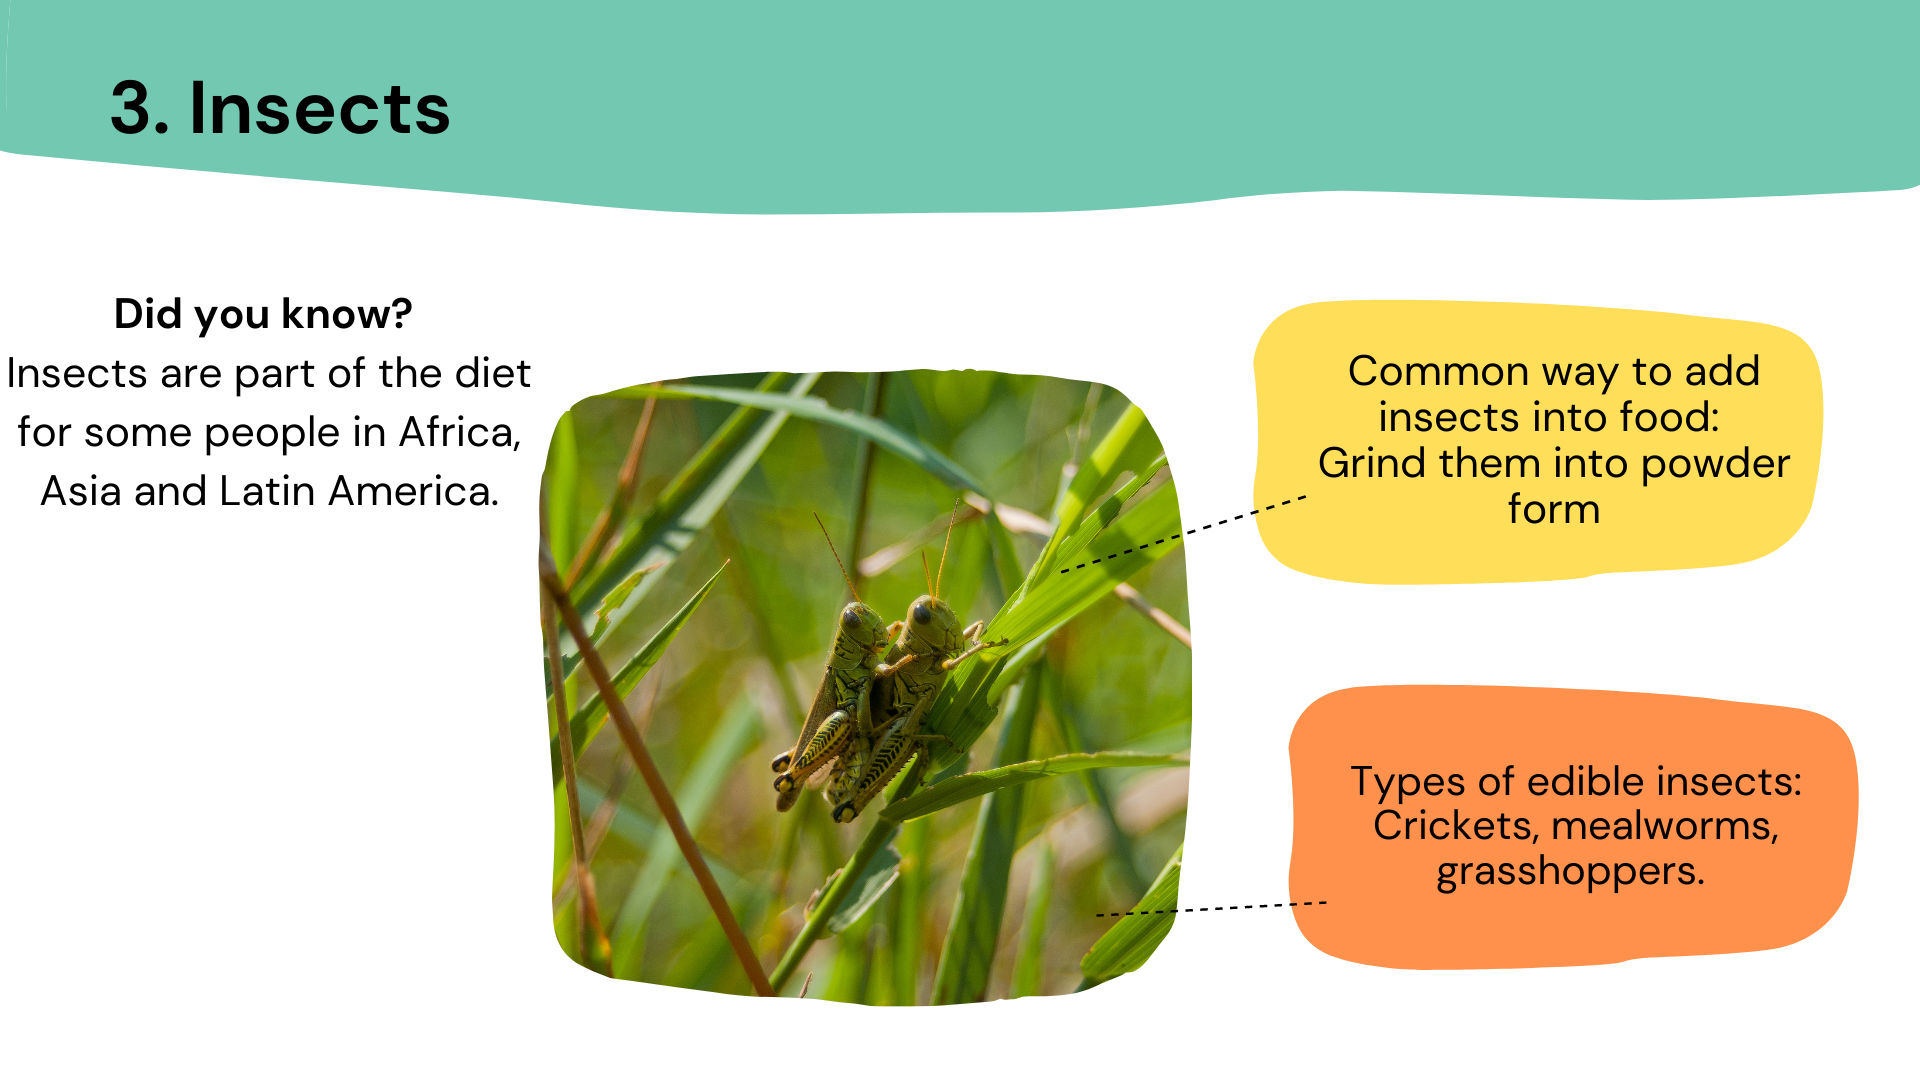 3. Insects
Did you know?
Insects are part of the diet
for some people in Africa,
Asia and Latin America.
Common way to add
insects into food:
Grind them into powder
form
Types of edible insects:
Crickets, mealworms,
grasshoppers.